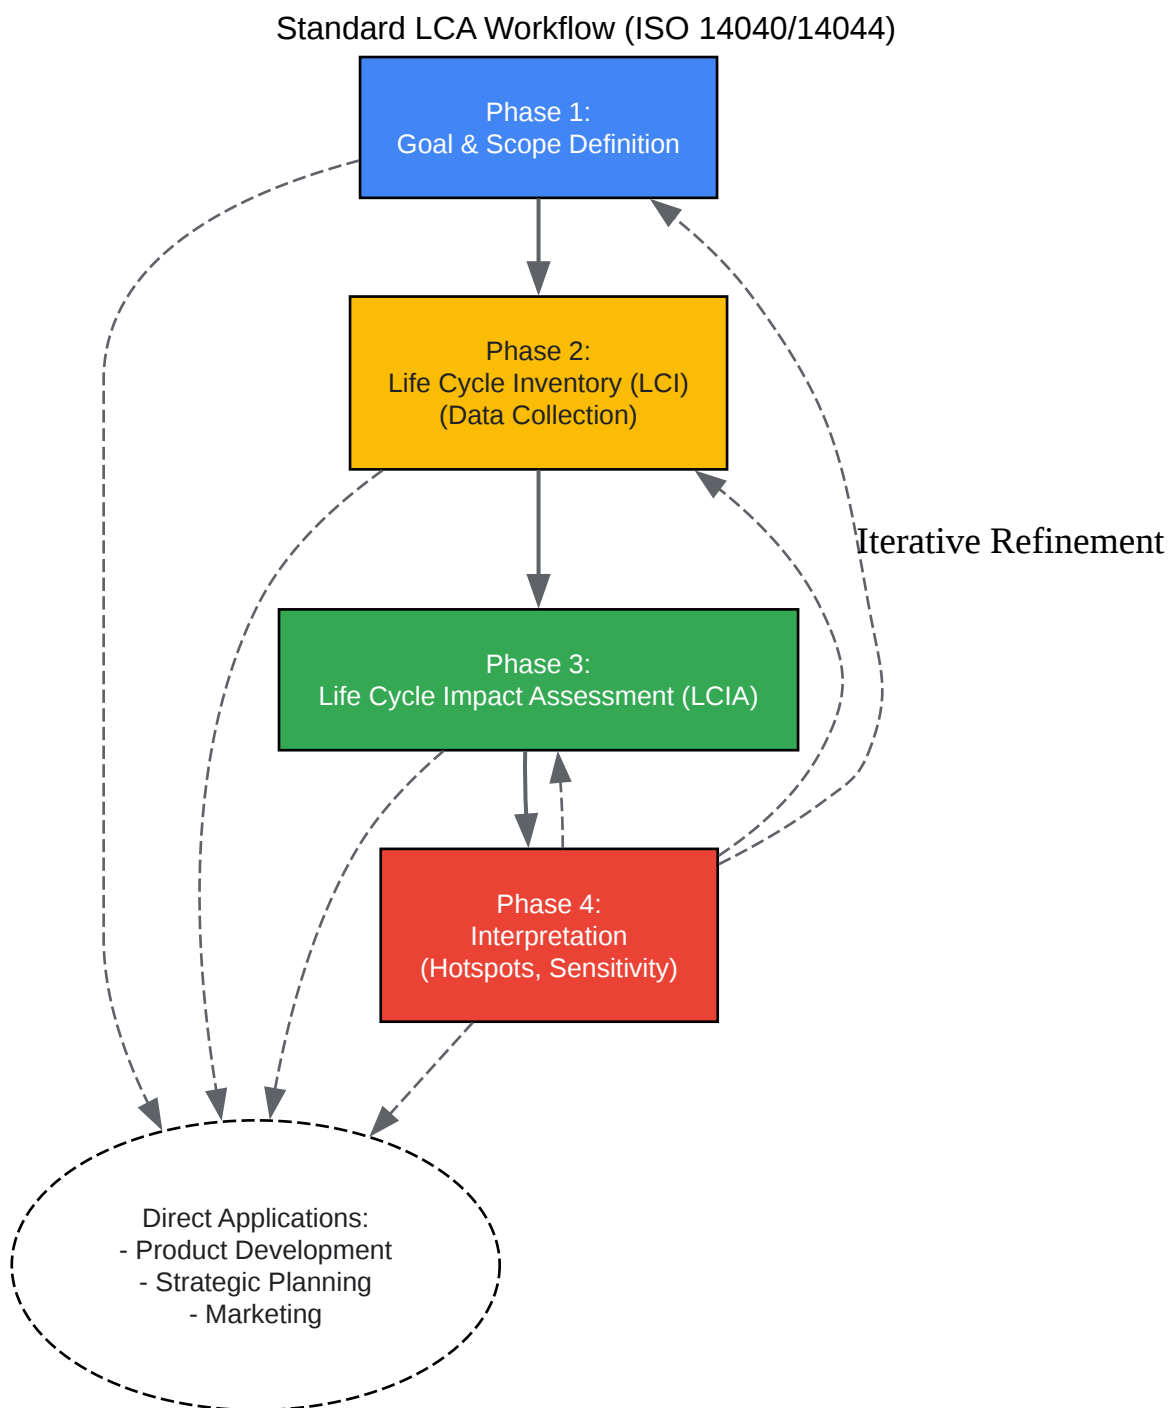 Standard LCA Workflow (ISO 14040/14044)
Phase 1:
Goal & Scope Definition
Phase 2:
Life Cycle Inventory (LCI)
(Data Collection)
Iterative Refinement
Phase 3:
Life Cycle Impact Assessment (LCIA)
Phase 4:
Interpretation
(Hotspots, Sensitivity)
Direct Applications:
- Product Development
- Strategic Planning
- Marketing